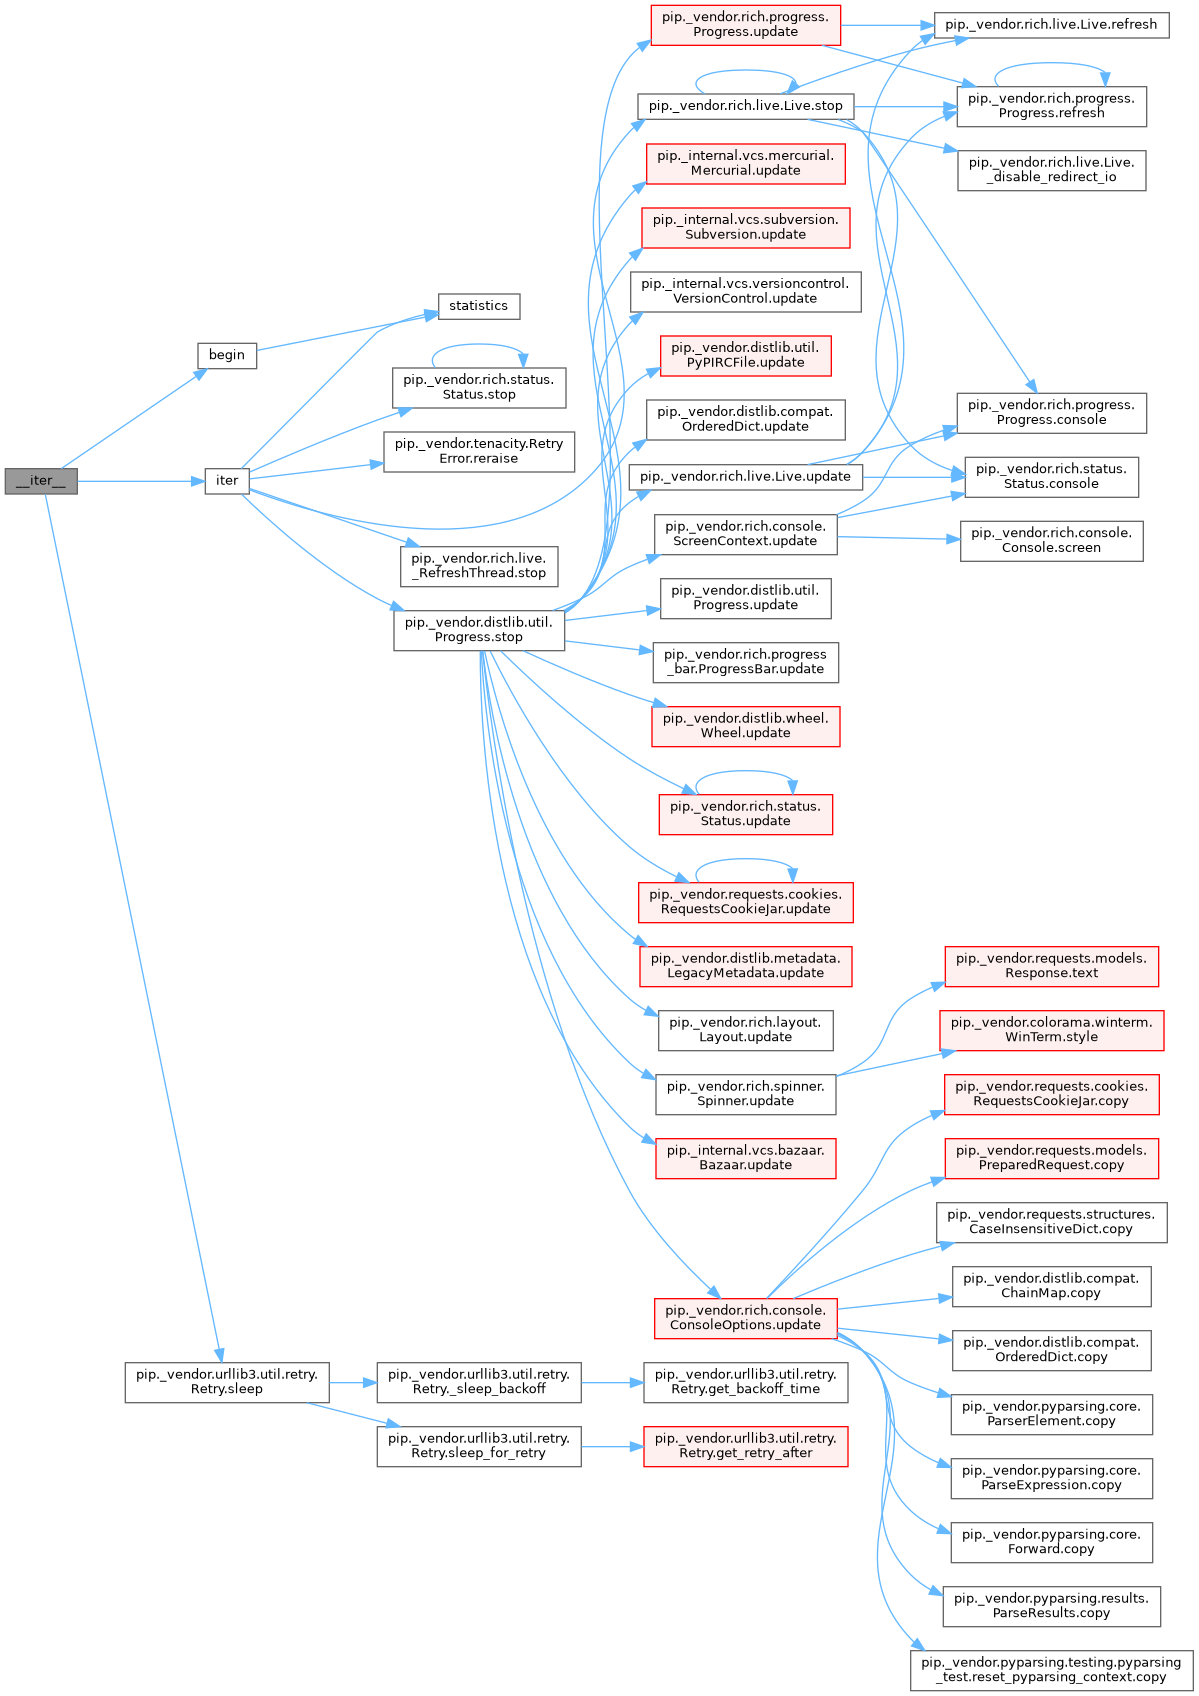 __iter__
begin
iter
pip._vendor.urllib3.util.retry.
Retry.sleep
statistics
pip._vendor.rich.status.
Status.stop
pip._vendor.tenacity.Retry
Error.reraise
pip._vendor.rich.live.
_RefreshThread.stop
pip._vendor.distlib.util.
Progress.stop
pip._vendor.urllib3.util.retry.
Retry._sleep_backoff
pip._vendor.urllib3.util.retry.
Retry.sleep_for_retry
pip._vendor.rich.progress.
Progress.update
pip._vendor.rich.live.Live.stop
pip._internal.vcs.mercurial.
Mercurial.update
pip._internal.vcs.subversion.
Subversion.update
pip._internal.vcs.versioncontrol.
VersionControl.update
pip._vendor.distlib.util.
PyPIRCFile.update
pip._vendor.distlib.compat.
OrderedDict.update
pip._vendor.rich.live.Live.update
pip._vendor.rich.console.
ScreenContext.update
pip._vendor.distlib.util.
Progress.update
pip._vendor.rich.progress
_bar.ProgressBar.update
pip._vendor.distlib.wheel.
Wheel.update
pip._vendor.rich.status.
Status.update
pip._vendor.requests.cookies.
RequestsCookieJar.update
pip._vendor.distlib.metadata.
LegacyMetadata.update
pip._vendor.rich.layout.
Layout.update
pip._vendor.rich.spinner.
Spinner.update
pip._internal.vcs.bazaar.
Bazaar.update
pip._vendor.rich.console.
ConsoleOptions.update
pip._vendor.urllib3.util.retry.
Retry.get_backoff_time
pip._vendor.urllib3.util.retry.
Retry.get_retry_after
pip._vendor.rich.live.Live.refresh
pip._vendor.rich.progress.
Progress.refresh
pip._vendor.rich.live.Live.
_disable_redirect_io
pip._vendor.rich.progress.
Progress.console
pip._vendor.rich.status.
Status.console
pip._vendor.rich.console.
Console.screen
pip._vendor.requests.models.
Response.text
pip._vendor.colorama.winterm.
WinTerm.style
pip._vendor.requests.cookies.
RequestsCookieJar.copy
pip._vendor.requests.models.
PreparedRequest.copy
pip._vendor.requests.structures.
CaseInsensitiveDict.copy
pip._vendor.distlib.compat.
ChainMap.copy
pip._vendor.distlib.compat.
OrderedDict.copy
pip._vendor.pyparsing.core.
ParserElement.copy
pip._vendor.pyparsing.core.
ParseExpression.copy
pip._vendor.pyparsing.core.
Forward.copy
pip._vendor.pyparsing.results.
ParseResults.copy
pip._vendor.pyparsing.testing.pyparsing
_test.reset_pyparsing_context.copy